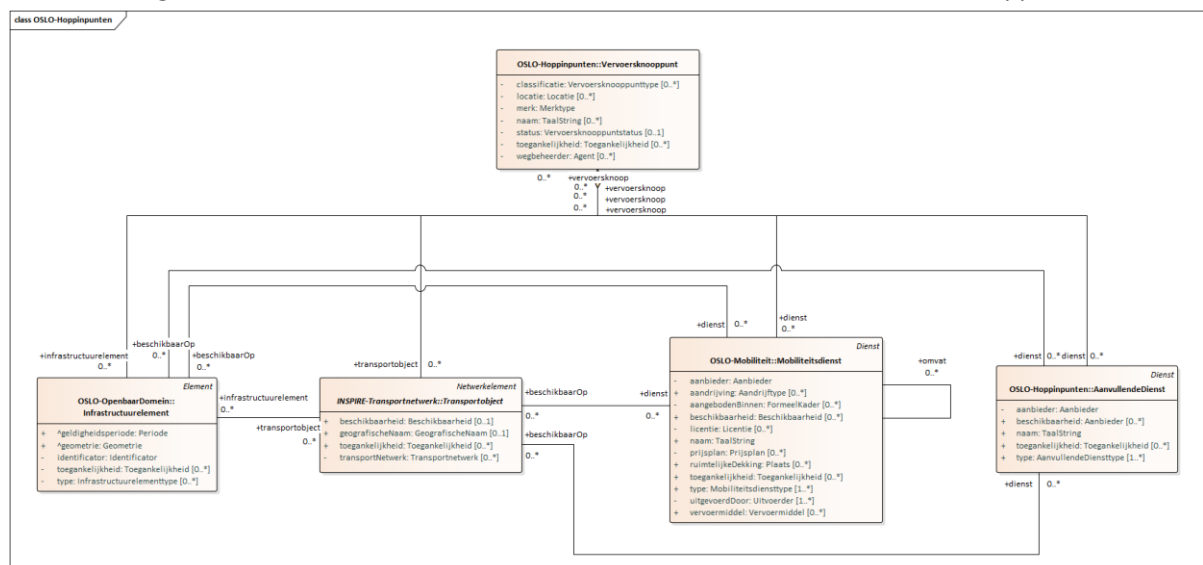 class OSLO-Hoppinpunten
OSLO-Hoppinpunten::Vervoersknooppunt
- classificatie: Vervoersknooppunttype [0..*]
- locatie: Locatie [0..*]
- merk: Merktype
- naam: TaalString [0..*]
- status: Vervoersknooppuntstatus [0..1]
- toegankelijkheid: Toegankelijkheid [0..*]
- wegbeheerder: Agent [0..*]
0..* +vervoersknoop
0..* +vervoersknoop
0..* +vervoersknoop
0..* +vervoersknoop
+infrastructuurelement
0..*
+beschikbaarOp
0..*
+beschikbaarOp
0..*
+transportobject 0..*
+dienst 0..*
+dienst
0..*
+omvat
0..*
+dienst 0..*
dienst 0..*
Element
OSLO-OpenbaarDomein::
Infrastructuurelement
+ ^geldigheidsperiode: Periode
+ ^geometrie: Geometrie
- identificator: Identificator
- toegankelijkheid: Toegankelijkheid [0..*]
- type: Infrastructuurelementtype [0..*]
+infrastructuurelement
0..*
+transportobject
0..*
Netwerkelement
INSPIRE-Transportnetwerk::Transportobject
+ beschikbaarheid: Beschikbaarheid [0..1]
+ geografischeNaam: GeografischeNaam [0..1]
+ toegankelijkheid: Toegankelijkheid [0..*]
- transportNetwerk: Transportnetwerk [0..*]
+beschikbaarOp
0..*
+beschikbaarOp
0..*
+dienst
0..*
Dienst
OSLO-Mobiliteit::Mobiliteitsdienst
- aanbieder: Aanbieder
+ aandrijving: Aandrijftype [0..*]
- aangebodenBinnen: FormeelKader [0..*]
+ beschikbaarheid: Beschikbaarheid [0..*]
- licentie: Licentie [0..*]
+ naam: TaalString
- prijsplan: Prijsplan [0..*]
+ ruimtelijkeDekking: Plaats [0..*]
+ toegankelijkheid: Toegankelijkheid [0..*]
+ type: Mobiliteitsdiensttype [1..*]
- uitgevoerdDoor: Uitvoerder [1..*]
+ vervoermiddel: Vervoermiddel [0..*]
Dienst
OSLO-Hoppinpunten::AanvullendeDienst
- aanbieder: Aanbieder
+ beschikbaarheid: Aanbieder [0..*]
+ naam: TaalString
+ toegankelijkheid: Toegankelijkheid [0..*]
+ type: AanvullendeDiensttype [1..*]
+dienst 0..*